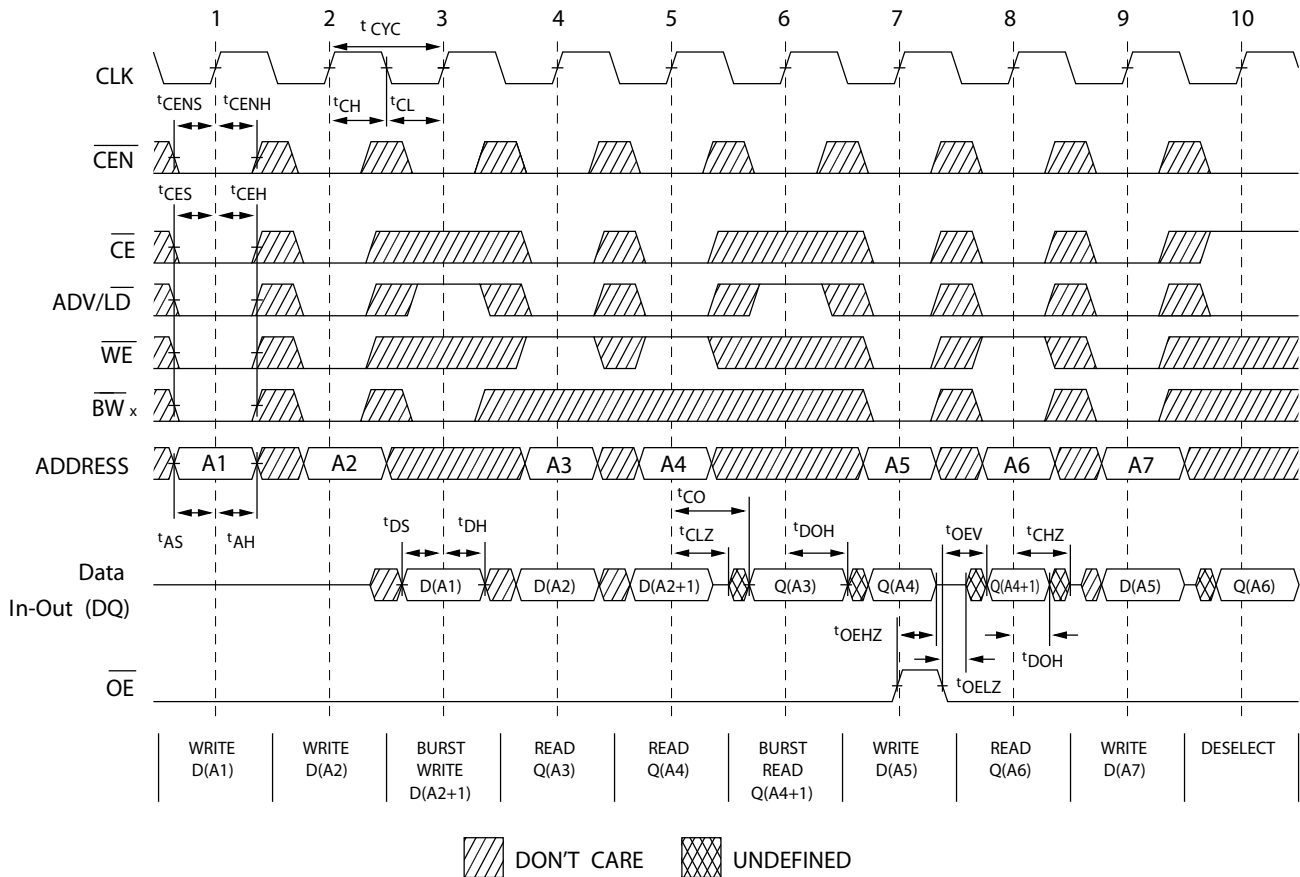 1 2 3 4 5 6 7 8 9 10
t CYC
CLK
tCENS tCENH tCH tCL
CEN
tCES tCEH
CE
ADV/LD
WE
BW x
ADDRESS A1 A2 A3 A4 A5 A6 A7
tCO
tAS tAH tDS tDH tCLZ tDOH tOEV tCHZ
Data
In-Out (DQ)
D(A1) D(A2) D(A2+1) Q(A3) Q(A4) Q(A4+1) D(A5) Q(A6)
tOEHZ tDOH
tOELZ
OE
WRITE
D(A1)
WRITE
D(A2)
BURST
WRITE
D(A2+1)
READ
Q(A3)
READ
Q(A4)
BURST
READ
Q(A4+1)
WRITE
D(A5)
READ
Q(A6)
WRITE
D(A7)
DESELECT
DON'T CARE UNDEFINED